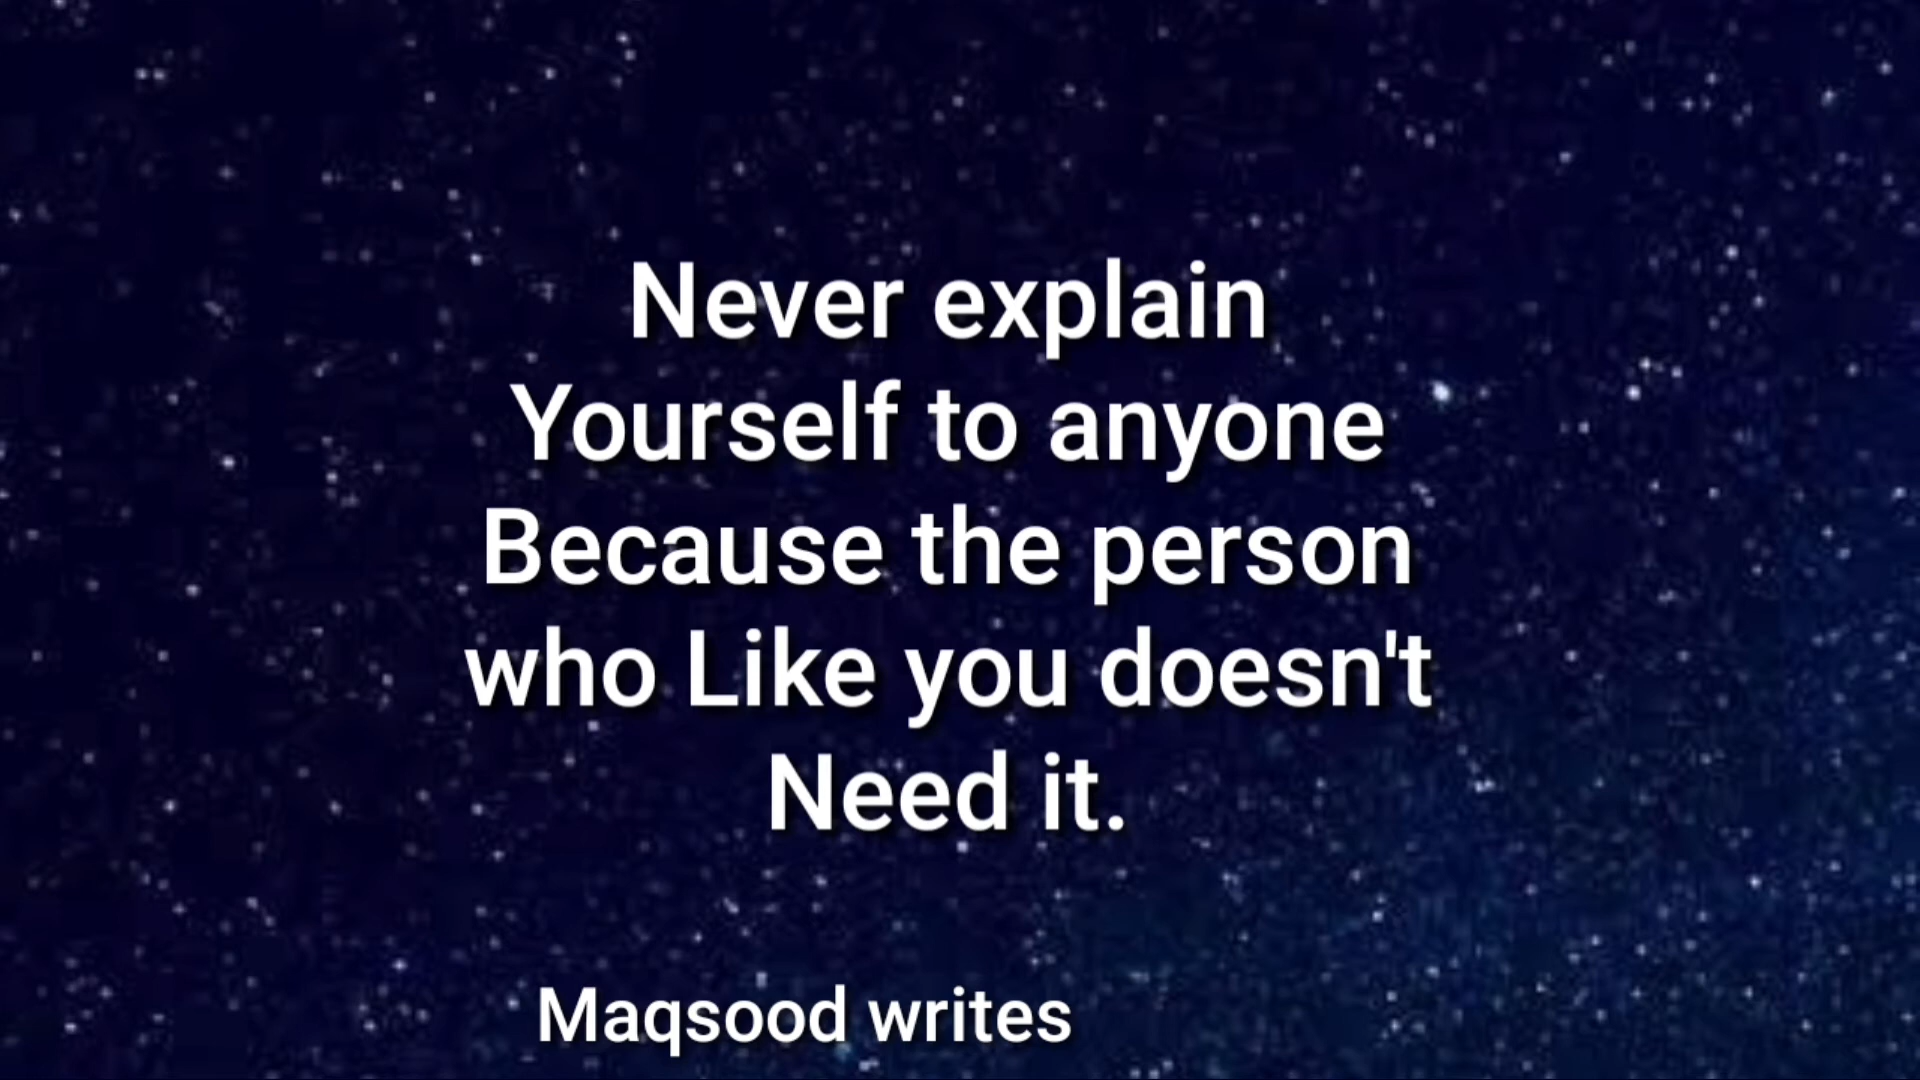 Never explain
Yourself to anyone
Because the person
who Like you doesn't
Need it.
Maqsood writes